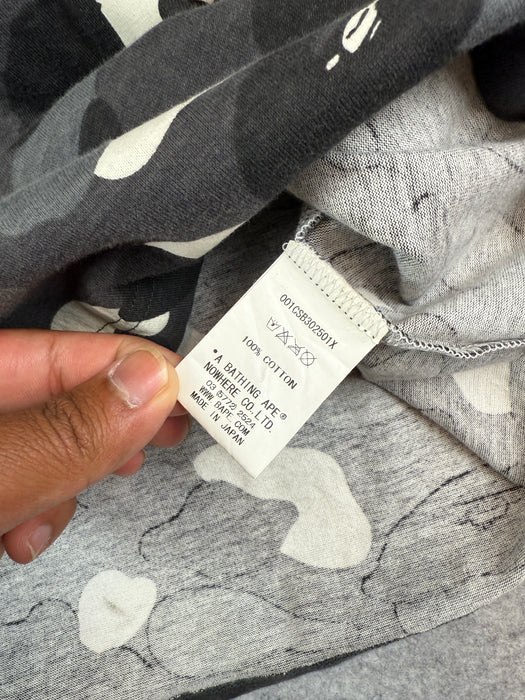 001CSB302501X
100% COTTON
• A BATHING APE®
NOWHERE CO.LTD.
03 (5772) 2524
WWW.BAPE.COM
MADE IN JAPAN